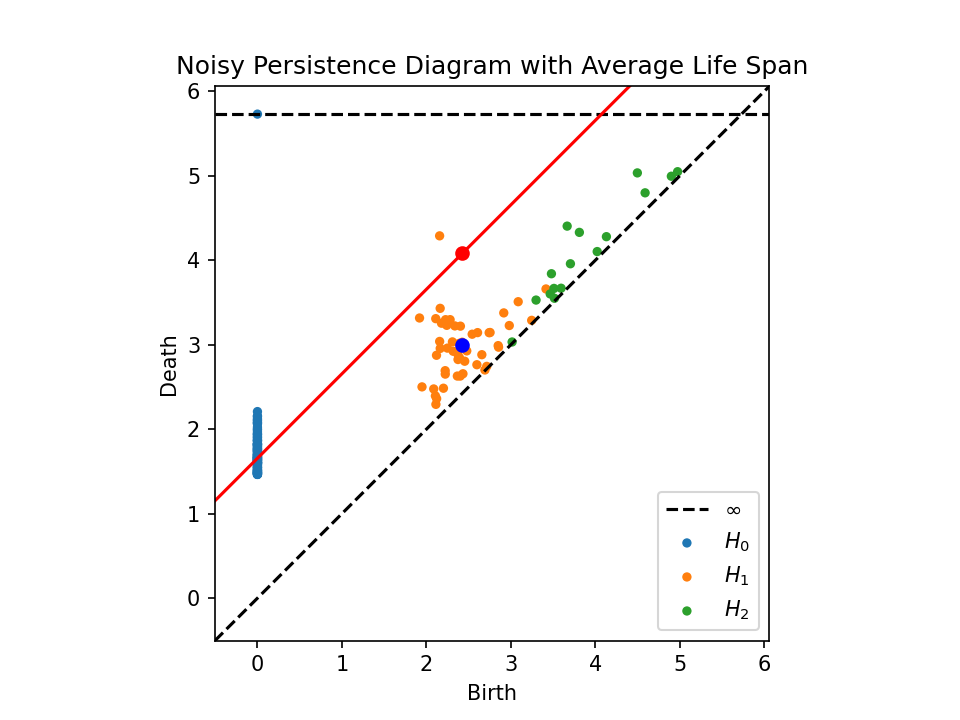 Noisy Persistence Diagram with Average Life Span
Death
6
5
4
3
2
1
0
0 1 2 3 4 5 6
Birth
∞
H₀
H₁
H₂